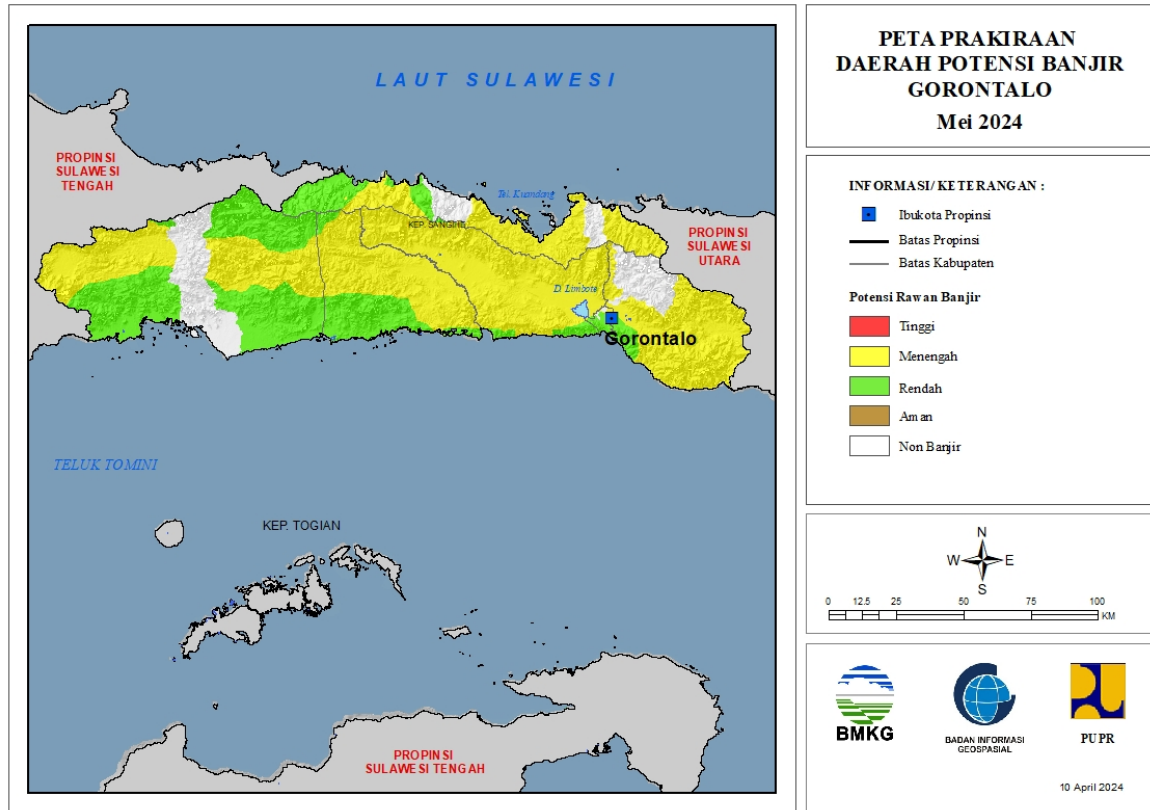 LAUT SULAWESI
PROPINSI
SULAWESI
TENGAH
Tel. Kuandang
KEP. SANGIHE
PROPINSI
SULAWESI
UTARA
D. Limboto
Gorontalo
TELUK TOMINI
KEP. TOGIAN
PROPINSI
SULAWESI TENGAH
PETA PRAKIRAAN
DAERAH POTENSI BANJIR
GORONTALO
Mei 2024
INFORMASI/ KETERANGAN :
Ibukota Propinsi
Batas Propinsi
Batas Kabupaten
Potensi Rawan Banjir
Tinggi
Menengah
Rendah
Aman
Non Banjir
N
W E
S
0 12.5 25 50 75 100
KM
BMKG
BADAN INFORMASI
GEOSPASIAL
PUPR
10 April 2024